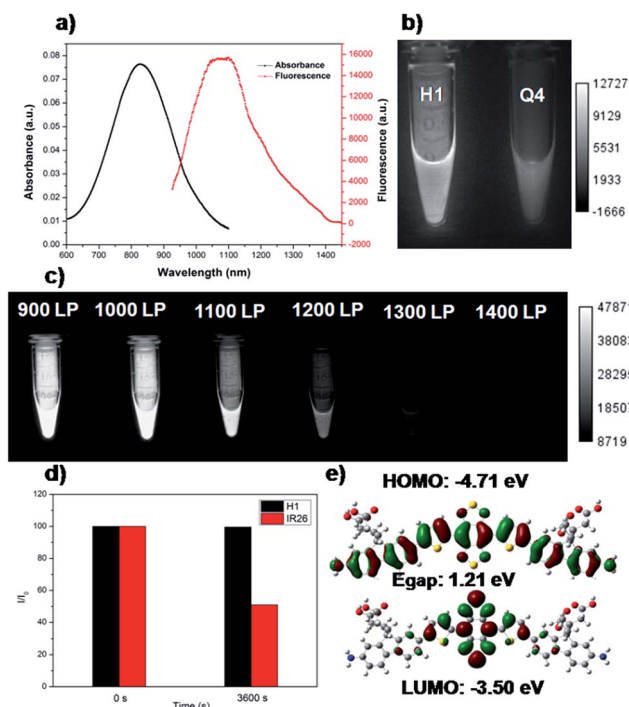 a)
Absorbance
Fluorescence
Absorbance (a.u.)
0.08
0.07
0.06
0.05
0.04
0.03
0.02
0.01
0.00
600 700 800 900 1000 1100 1200 1300 1400
Wavelength (nm)
16000
14000
12000
10000
8000
6000
4000
2000
0
-2000
Fluorescence (a.u.)
b)
H1 Q4
12727
9129
5531
1933
-1666
c)
900 LP 1000 LP 1100 LP 1200 LP 1300 LP 1400 LP
47871
38083
28295
18507
8719
d)
H1
IR26
I/I0
120
100
80
60
40
20
0
0 s 3600 s
Time (s)
e)
HOMO: -4.71 eV
Egap: 1.21 eV
LUMO: -3.50 eV